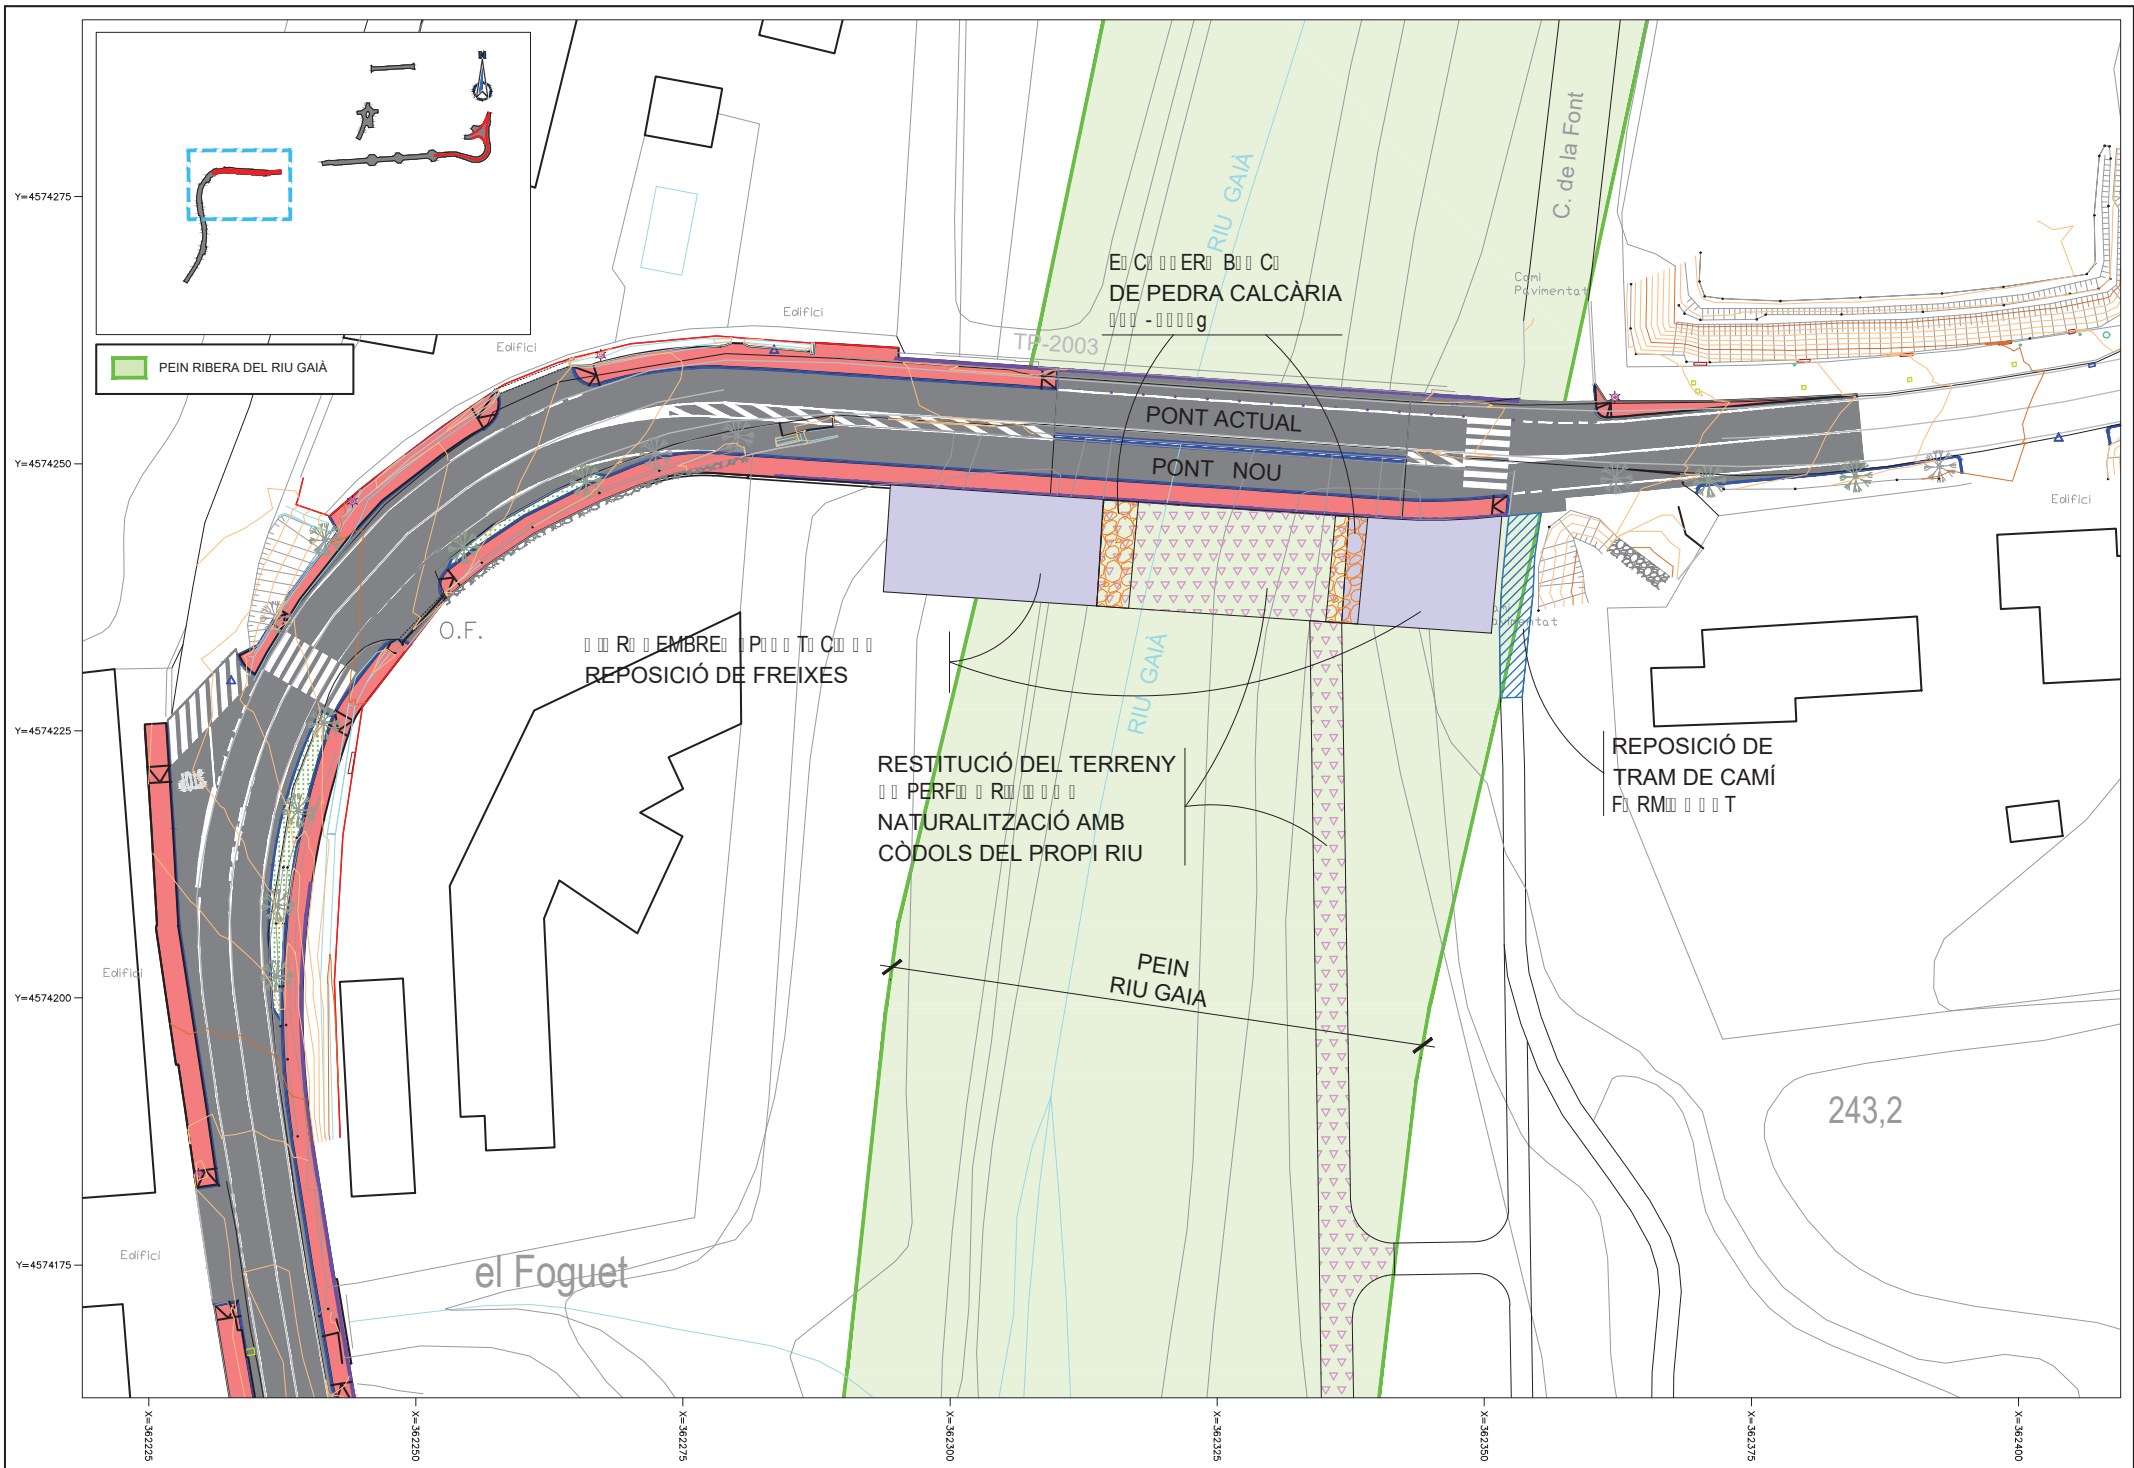 N
PEIN RIBERA DEL RIU GAIÀ
Y=4574275
Y=4574250
Y=4574225
Y=4574200
Y=4574175
X=362225
X=362250
X=362275
X=362300
X=362325
X=362350
X=362375
X=362400
Edifici
Edifici
RIU GAIÀ
C. de la Font
Camí
Pavimentat
DE PEDRA CALCÀRIA
TP-2003
PONT ACTUAL
PONT NOU
Edifici
O.F.
REPOSICIÓ DE FREIXES
RIU GAIÀ
RESTITUCIÓ DEL TERRENY
NATURALITZACIÓ AMB
CÒDOLS DEL PROPI RIU
REPOSICIÓ DE
TRAM DE CAMÍ
Edifici
PEIN
RIU GAIA
243,2
Edifici
el Foguet